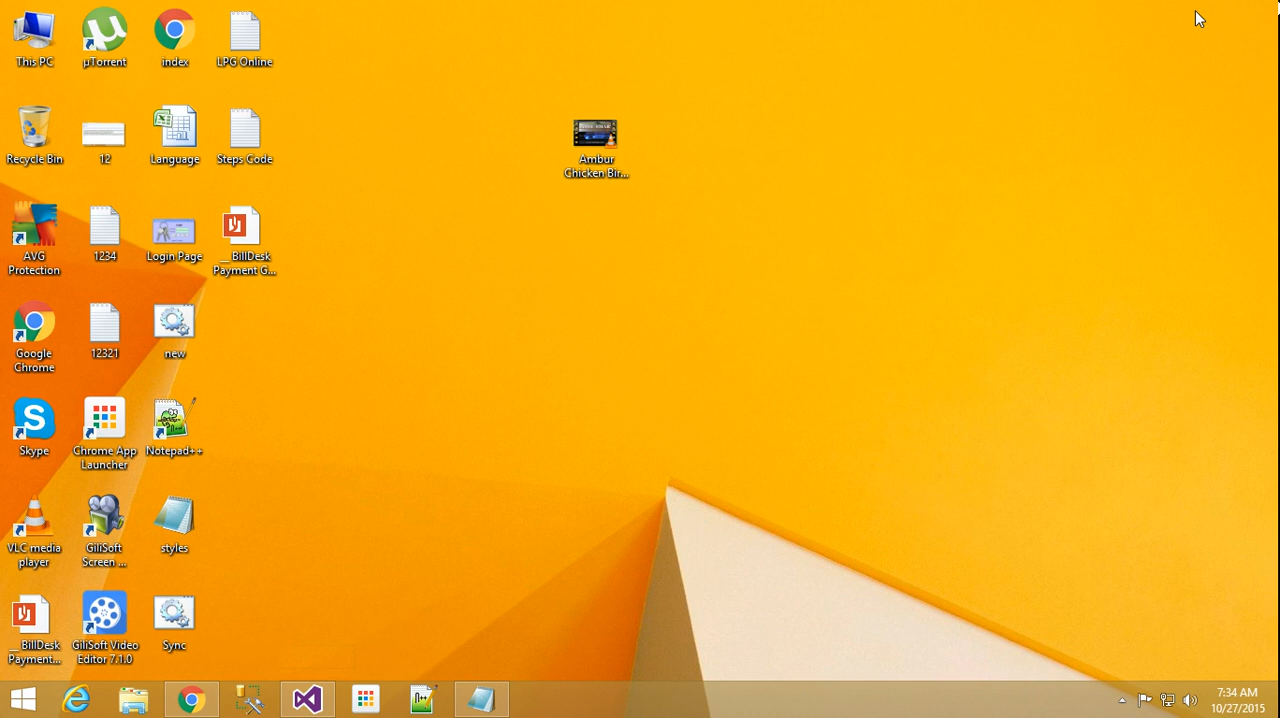 This PC
µTorrent
index
LPG Online
Recycle Bin
12
Language
Steps Code
Ambur
Chicken Bir...
AVG
Protection
1234
Login Page
__BillDesk
Payment G...
Google
Chrome
12321
new
Skype
Chrome App
Launcher
Notepad++
VLC media
player
GiliSoft
Screen ...
styles
__BillDesk
Payment...
GiliSoft Video
Editor 7.1.0
Sync
7:34 AM
10/27/2015